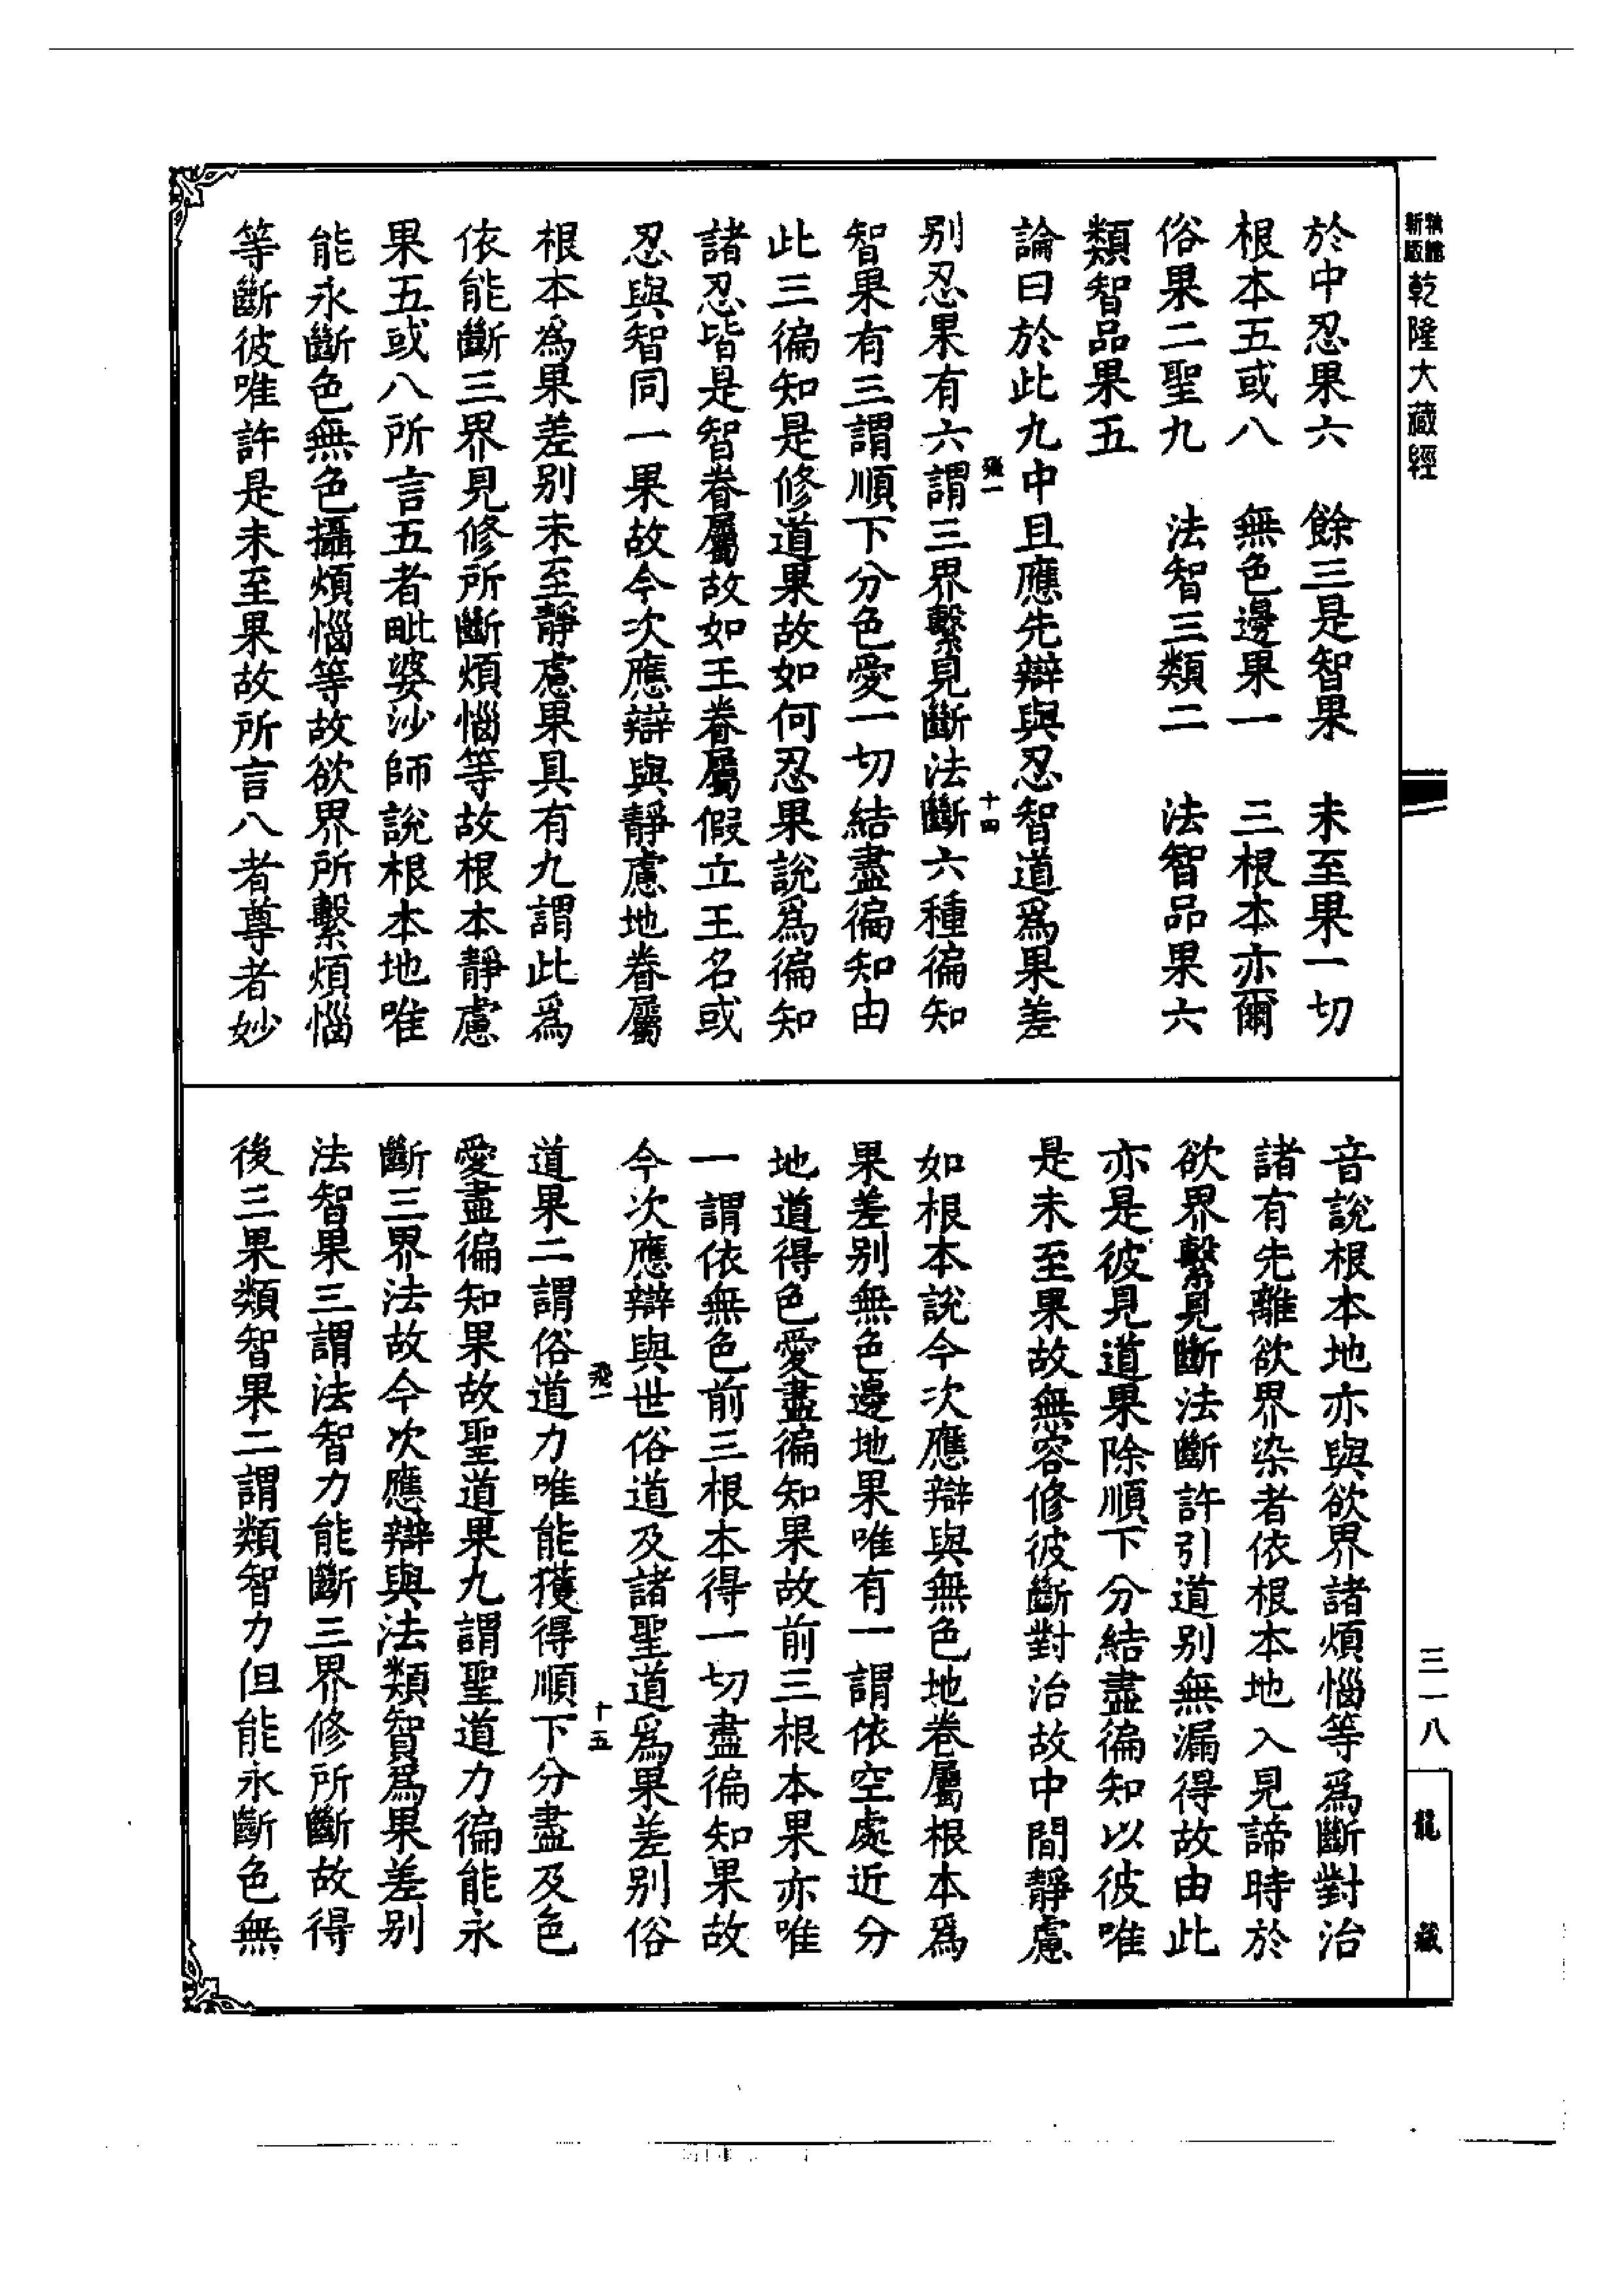 新編縮版乾隆大藏經
於中忍果六　餘三是智果　未至果一切
根本五或八　無色邊果一　三根本亦爾
俗果二聖九　法智三類二　法智品果六
類智品果五
論曰於此九中且應先辯與忍智道爲果差
飛一　十四
别忍果有六謂三界繫見斷法斷六種徧知
智果有三謂順下分色愛一切結盡徧知由
此三徧知是修道果故如何忍果說爲徧知
諸忍皆是智眷屬故如王眷屬假立王名或
忍與智同一果故今次應辯與靜慮地眷屬
根本爲果差别未至靜慮果具有九謂此爲
依能斷三界見修所斷煩惱等故根本靜慮
果五或八所言五者毗婆沙師說根本地唯
能永斷色無色攝煩惱等故欲界所繫煩惱
等斷彼唯許是未至果故所言八者尊者妙
音說根本地亦與欲界諸煩惱等爲斷對治
諸有先離欲界染者依根本地入見諦時於
欲界繫見斷法斷許引道别無漏得故由此
亦是彼見道果除順下分結盡徧知以彼唯
是未至果故無容修彼斷對治故中間靜慮
如根本說今次應辯與無色地眷屬根本爲
果差别無色邊地果唯有一謂依空處近分
地道得色愛盡徧知果故前三根本果亦唯
一謂依無色前三根本得一切盡徧知果故
今次應辯與世俗道及諸聖道爲果差别俗
飛一　十五
道果二謂俗道力唯能獲得順下分盡及色
愛盡徧知果故聖道果九謂聖道力徧能永
斷三界法故今次應辯與法類智爲果差别
法智果三謂法智力能斷三界修所斷故得
後三果類智果二謂類智力但能永斷色無
三一八
龍藏